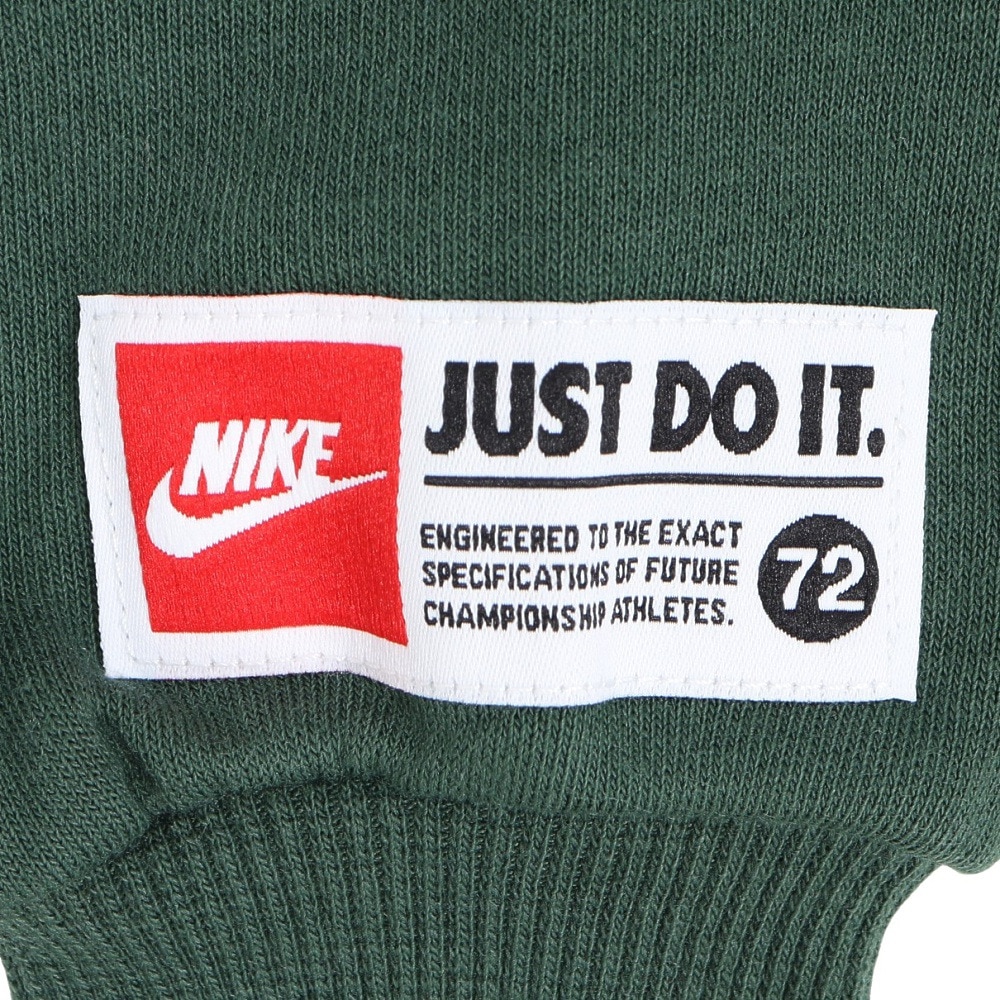 NIKE
JUST DO IT.
ENGINEERED TO THE EXACT
SPECIFICATIONS OF FUTURE
CHAMPIONSHIP ATHLETES.
72